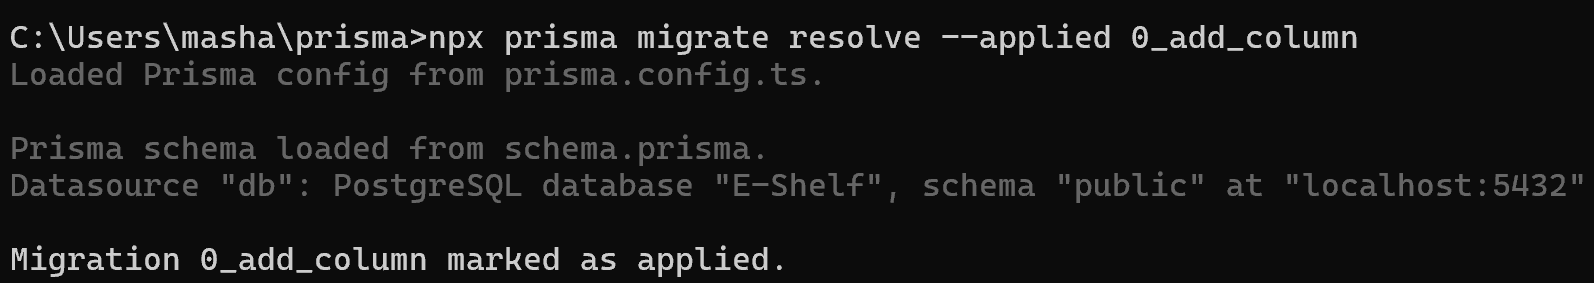 C:\Users\masha\prisma>npx prisma migrate resolve --applied 0_add_column
Loaded Prisma config from prisma.config.ts.
Prisma schema loaded from schema.prisma.
Datasource "db": PostgreSQL database "E-Shelf", schema "public" at "localhost:5432"
Migration 0_add_column marked as applied.